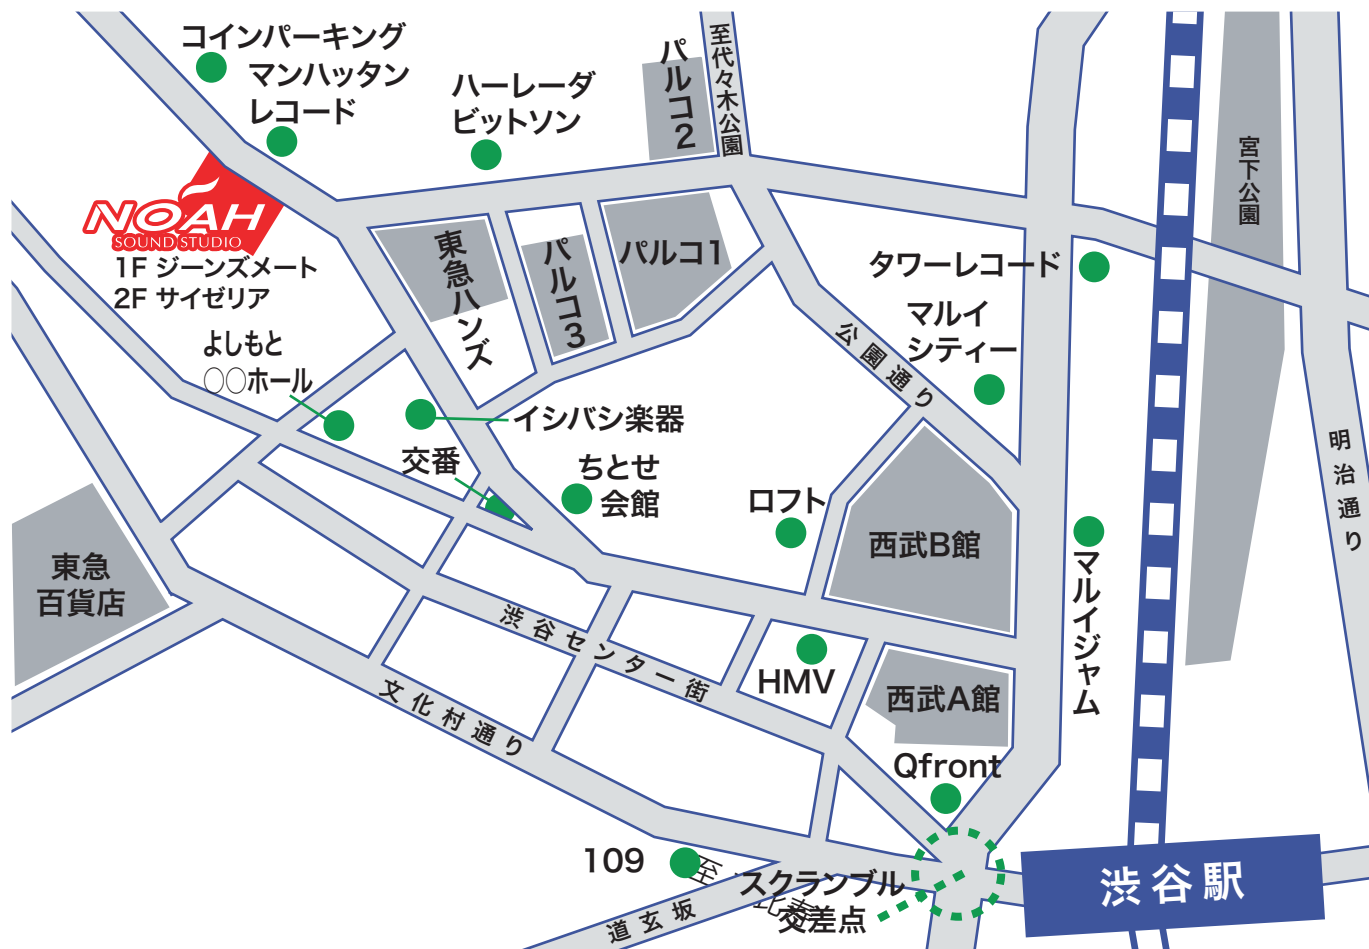 コインパーキング
マンハッタン
レコード
ハーレーダ
ビットソン
パルコ2
至代々木公園
宮下公園
NOAH
SOUND STUDIO
1F ジーンズメート
2F サイゼリア
東急ハンズ
パルコ3
パルコ1
タワーレコード
マルイ
シティー
公園通り
よしもと
○○ホール
イシバシ楽器
交番
ちとせ
会館
ロフト
西武B館
明治通り
マルイジャム
東急
百貨店
渋谷センター街
HMV
西武A館
文化村通り
Qfront
109
至
スクランブル
交差点
道玄坂
渋谷駅